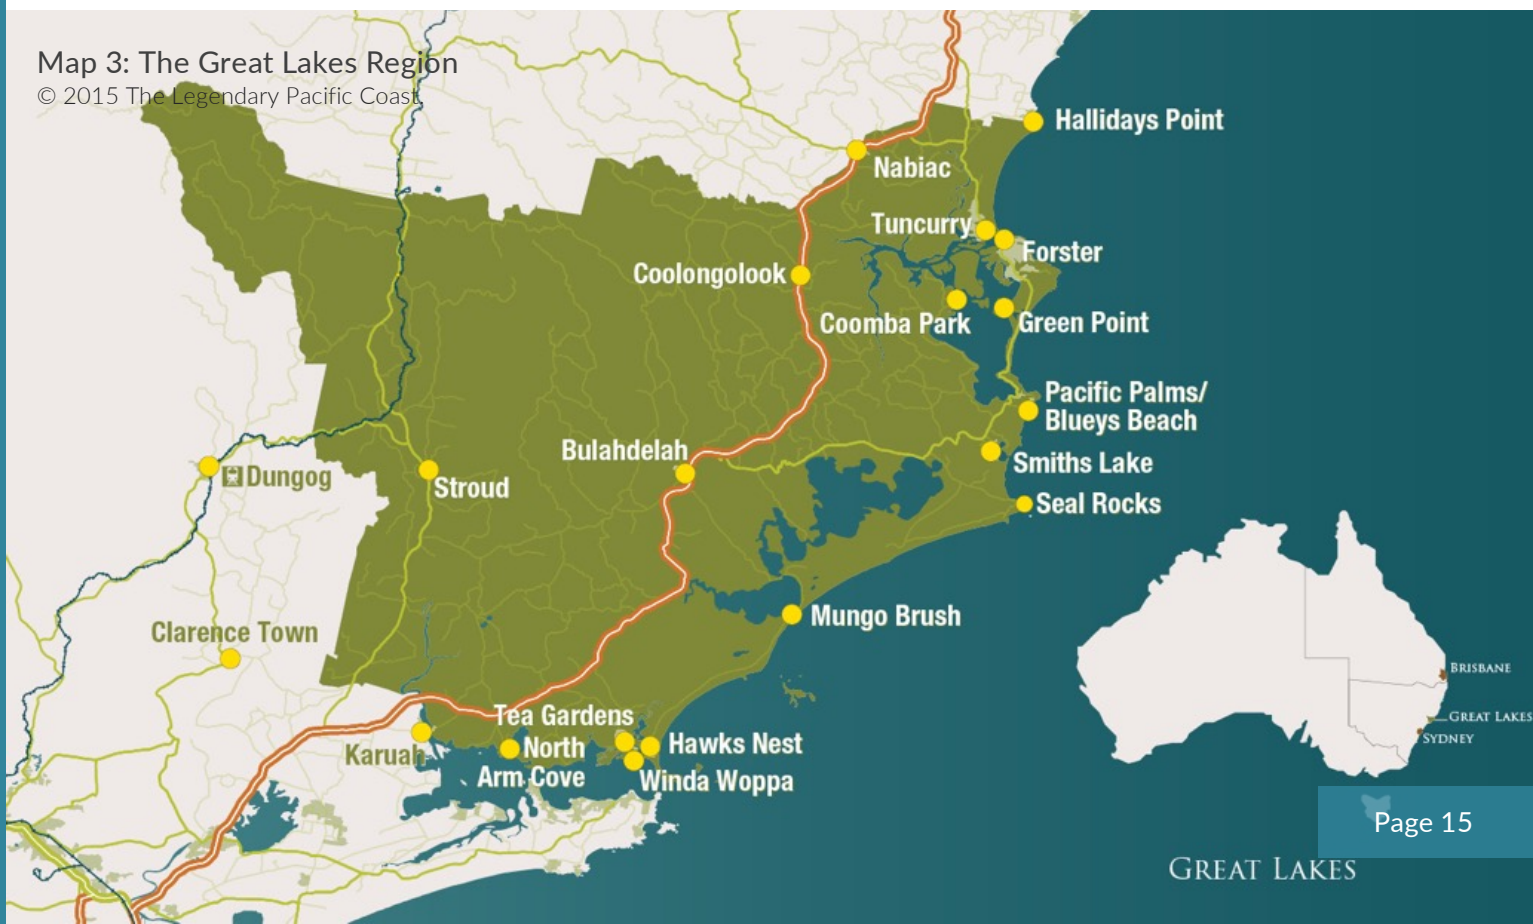 Map 3: The Great Lakes Region
© 2015 The Legendary Pacific Coast
Hallidays Point
Nabiac
Tuncurry
Forster
Coolongolook
Coomba Park
Green Point
Pacific Palms/
Blueys Beach
Bulahdelah
Smiths Lake
Dungog
Stroud
Seal Rocks
Mungo Brush
Clarence Town
Tea Gardens
Karuah
North
Arm Cove
Hawks Nest
Winda Woppa
BRISBANE
GREAT LAKES
SYDNEY
Page 15
GREAT LAKES